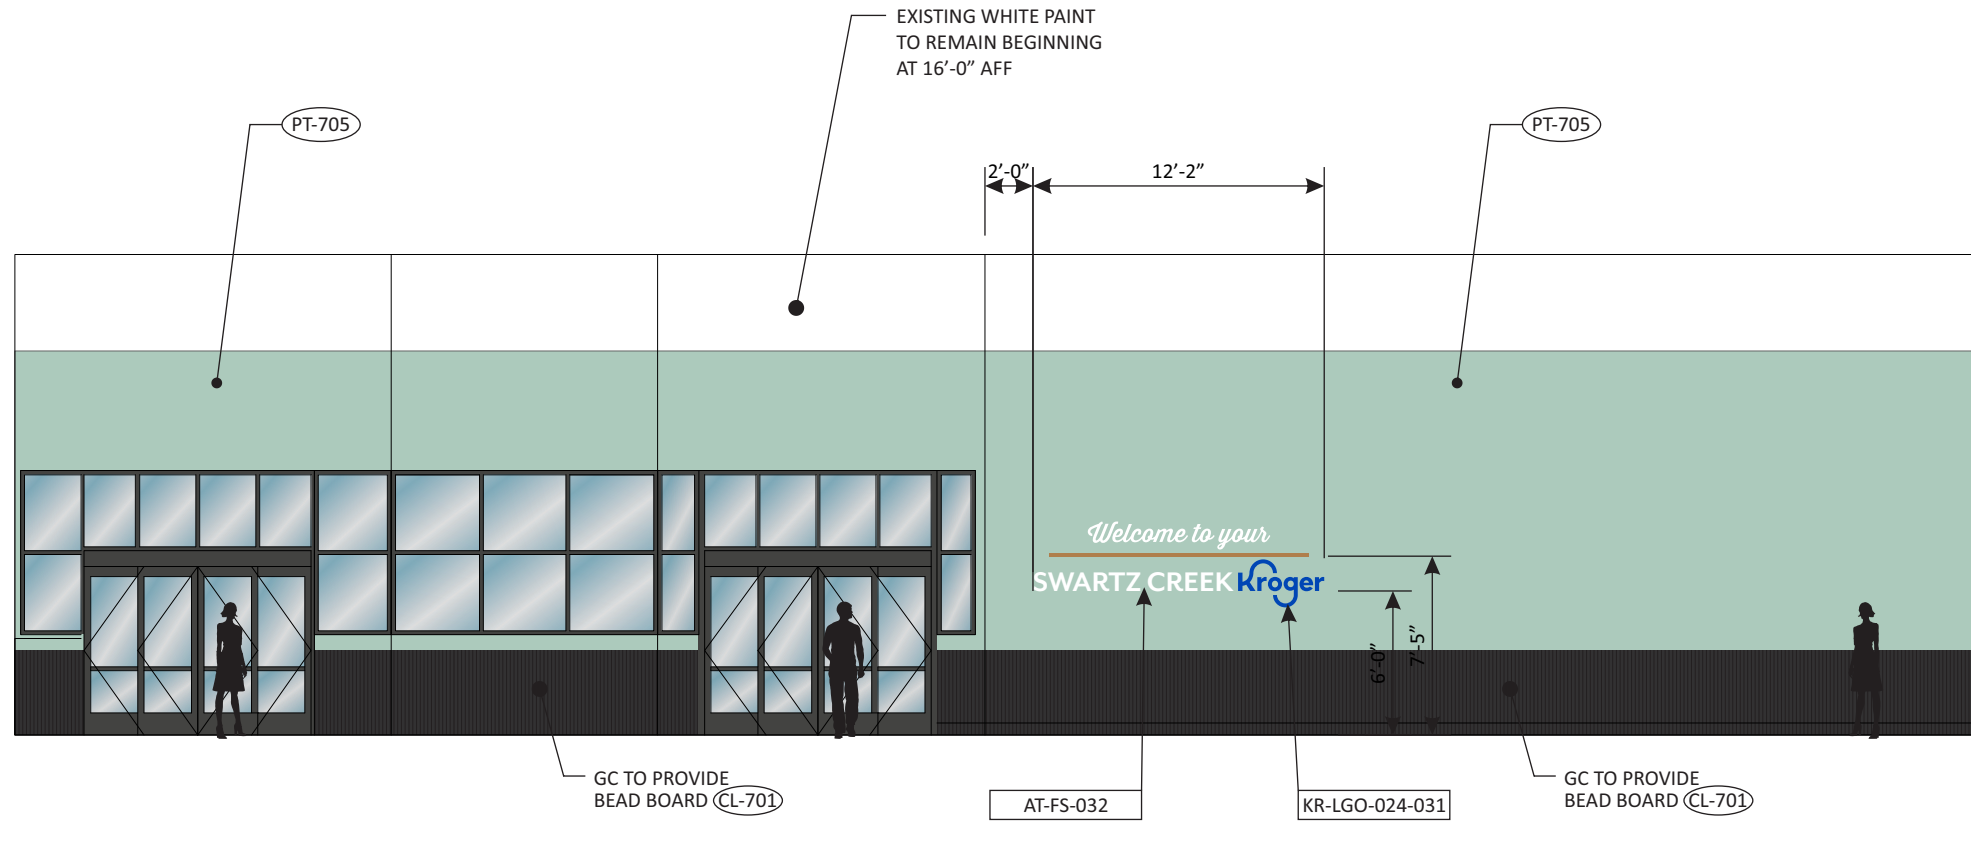 EXISTING WHITE PAINT
TO REMAIN BEGINNING
AT 16’-0” AFF
PT-705
PT-705
2’-0”
12’-2”
Welcome to your
SWARTZ CREEK Kroger
6’-0”
7’-5”
GC TO PROVIDE
BEAD BOARD CL-701
AT-FS-032
KR-LGO-024-031
GC TO PROVIDE
BEAD BOARD CL-701